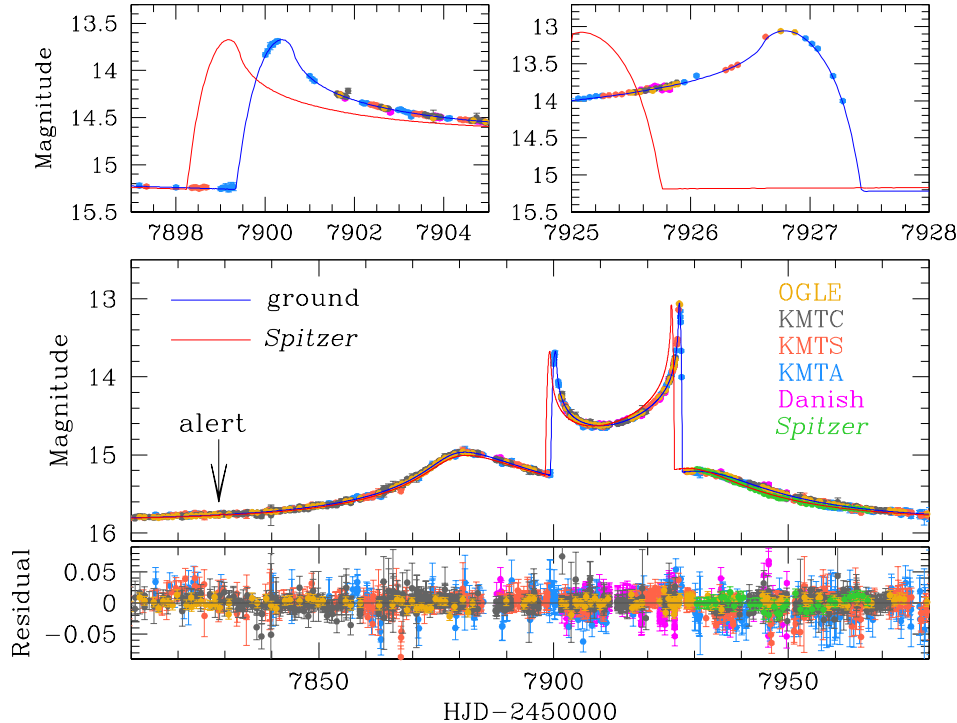 13.5
14
14.5
15
15.5
Magnitude
7898
7900
7902
7904
13
13.5
14
14.5
15
15.5
7925
7926
7927
7928
13
14
15
16
Magnitude
ground
Spitzer
alert
OGLE
KMTC
KMTS
KMTA
Danish
Spitzer
0.05
0
−0.05
Residual
7850
7900
7950
HJD−2450000